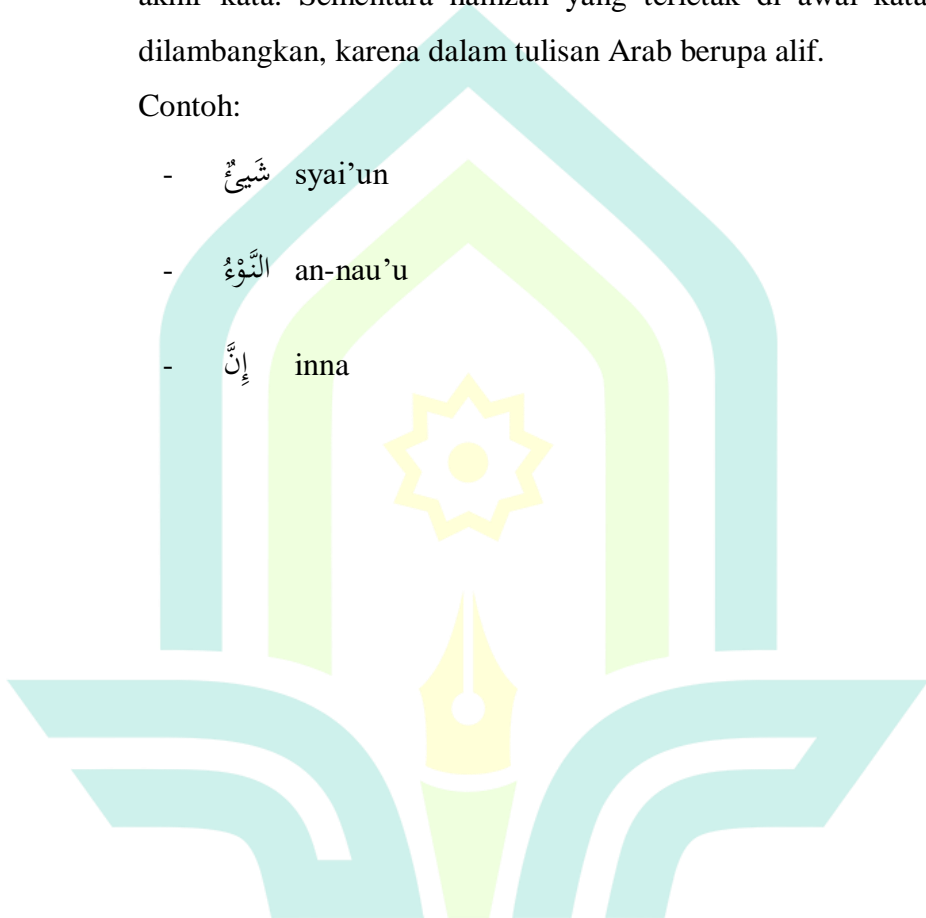 akhir kata. Sementara hamzah yang terletak di awal kata
dilambangkan, karena dalam tulisan Arab berupa alif.
Contoh:
- شَيئٌ syai’un
- النَّوْءُ an-nau’u
- إِنَّ inna